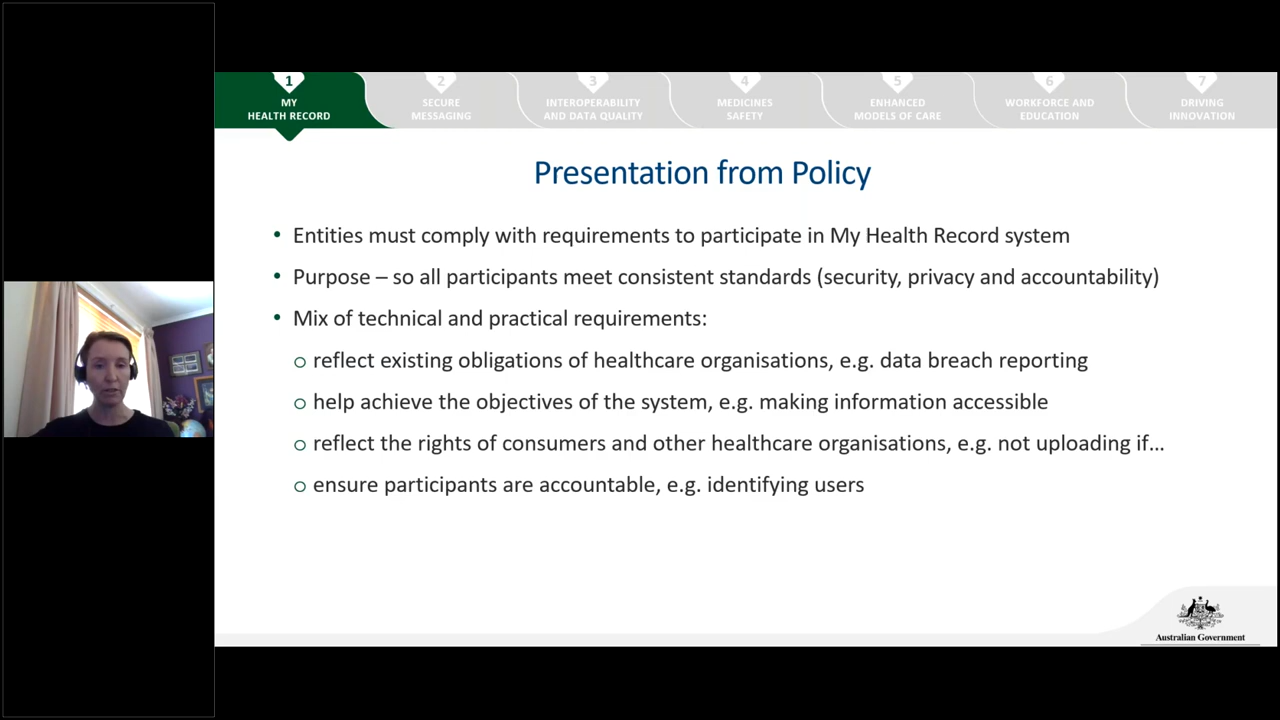 1
MY
HEALTH RECORD
2
SECURE
MESSAGING
3
INTEROPERABILITY
AND DATA QUALITY
4
MEDICINES
SAFETY
5
ENHANCED
MODELS OF CARE
6
WORKFORCE AND
EDUCATION
7
DRIVING
INNOVATION
Presentation from Policy
• Entities must comply with requirements to participate in My Health Record system
• Purpose – so all participants meet consistent standards (security, privacy and accountability)
• Mix of technical and practical requirements:
o reflect existing obligations of healthcare organisations, e.g. data breach reporting
o help achieve the objectives of the system, e.g. making information accessible
o reflect the rights of consumers and other healthcare organisations, e.g. not uploading if…
o ensure participants are accountable, e.g. identifying users
Australian Government